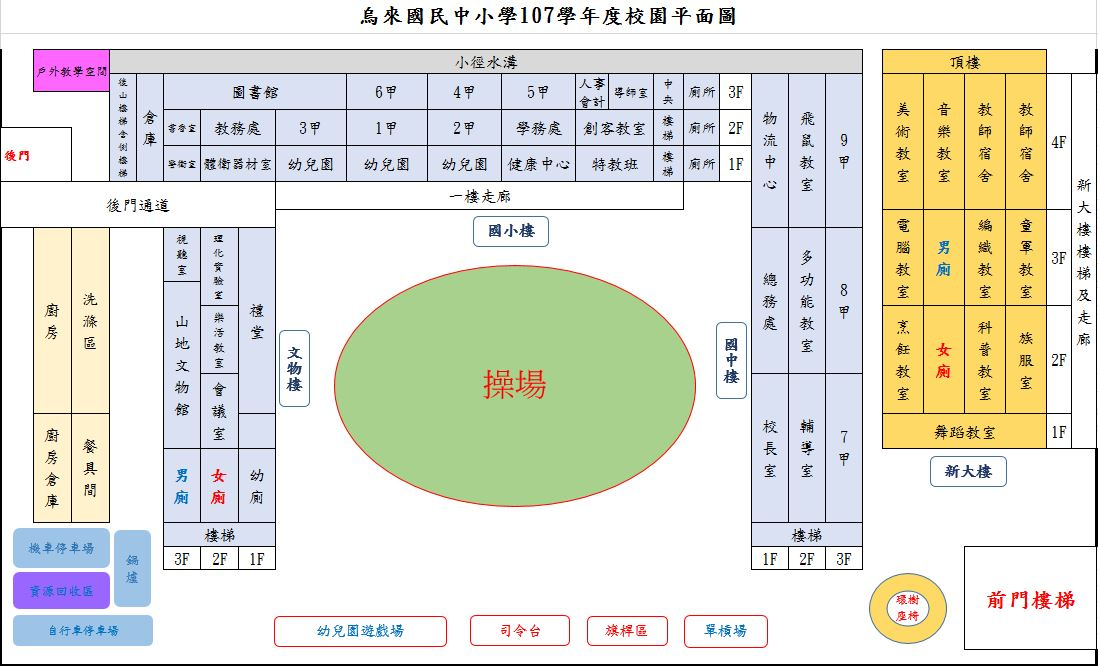 烏來國民中小學107學年度校園平面圖
戶外教學空間
小徑水溝
頂樓
後山樓梯含側樓梯
倉庫
圖書館
6甲
4甲
5甲
人事會計
導師室
中央
廁所
3F
教務處
3甲
1甲
2甲
學務處
創客教室
樓梯
廁所
2F
體衛器材室
幼兒園
幼兒園
幼兒園
健康中心
特教班
樓梯
廁所
1F
物流中心
飛鼠教室
9甲
美術教室
音樂教室
教師宿舍
教師宿舍
4F
新大樓樓梯及走廊
後門
後門通道
一樓走廊
國小樓
廚房
洗滌區
視聽室
理化實驗室
禮堂
山地文物館
樂活教室
會議室
文物樓
操場
國中樓
總務處
多功能教室
8甲
電腦教室
男廁
編織教室
童軍教室
3F
烹飪教室
女廁
科普教室
族服室
2F
舞蹈教室
1F
新大樓
廚房倉庫
餐具間
男廁
女廁
幼廁
校長室
輔導室
7甲
樓梯
樓梯
3F
2F
1F
1F
2F
3F
機車停車場
鍋爐
資源回收區
自行車停車場
幼兒園遊戲場
司令台
旗桿區
單槓場
環樹座椅
前門樓梯